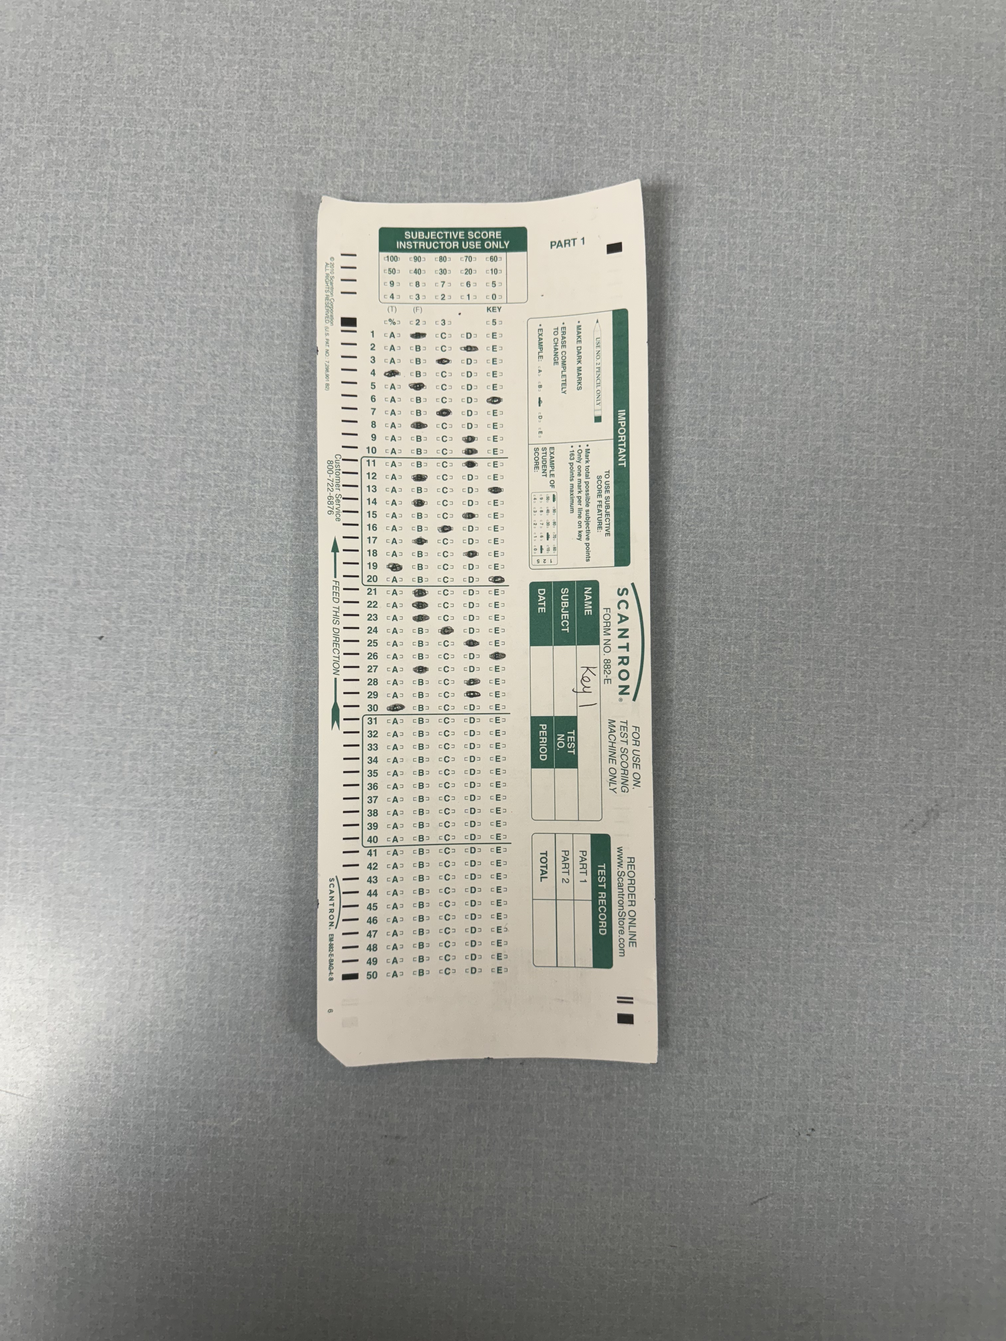 SUBJECTIVE SCORE
INSTRUCTOR USE ONLY
100 90 80 70 60
50 40 30 20 10
9 8 7 6 5
4 3 2 1 0
(T) (F) KEY
% 2 3 5
1 A C D E
2 A B C E
3 A B D E
4 B C D E
5 A C D E
6 A B C D
7 A B D E
8 A C D E
9 A B C E
10 A B C E
11 A B C E
12 A C D E
13 A B C D
14 A C D E
15 A B C E
16 A B D E
17 A C D E
18 A B C E
19 B C D E
20 A B C D
21 A C D E
22 A C D E
23 A C D E
24 A B D E
25 A B C E
26 A B C D
27 A C D E
28 A B C E
29 A B C E
30 B C D E
31 A B C D E
32 A B C D E
33 A B C D E
34 A B C D E
35 A B C D E
36 A B C D E
37 A B C D E
38 A B C D E
39 A B C D E
40 A B C D E
41 A B C D E
42 A B C D E
43 A B C D E
44 A B C D E
45 A B C D E
46 A B C D E
47 A B C D E
48 A B C D E
49 A B C D E
50 A B C D E
PART 1
IMPORTANT
USE NO. 2 PENCIL ONLY
• MAKE DARK MARKS
• ERASE COMPLETELY
TO CHANGE
• EXAMPLE: A B D E
TO USE SUBJECTIVE
SCORE FEATURE:
• Mark total possible subjective points
• Only one mark per line on key
• 163 points maximum
EXAMPLE OF
STUDENT
SCORE:
SCANTRON®
FORM NO. 882-E
FOR USE ON
TEST SCORING
MACHINE ONLY
NAME Key 1
SUBJECT
TEST
NO.
DATE
PERIOD
REORDER ONLINE
www.ScantronStore.com
TEST RECORD
PART 1
PART 2
TOTAL
© 2010 Scantron Corporation
ALL RIGHTS RESERVED.
Customer Service
800-722-6876
FEED THIS DIRECTION
SCANTRON.
6